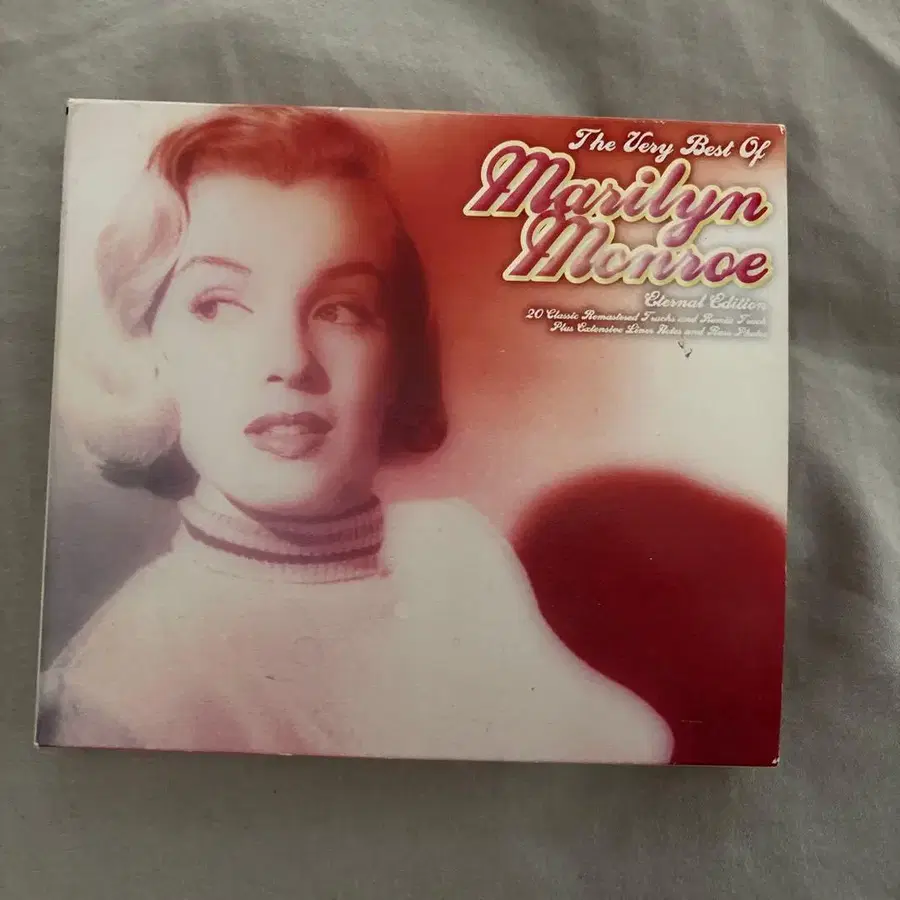 The Very Best Of
Marilyn
Monroe
Eternal Edition
20 Classic Remastered Tracks and Remix Track
Plus Extensive Liner Notes and Rare Photos